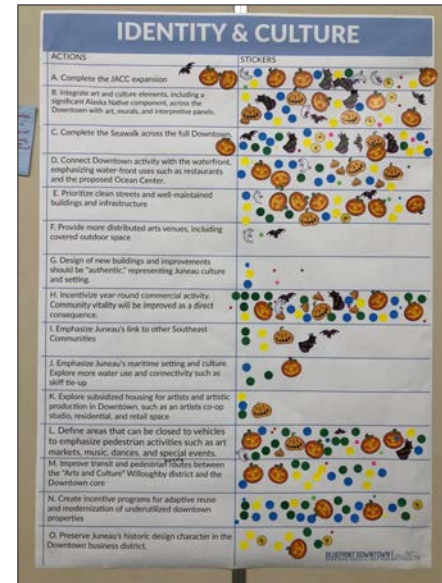 IDENTITY & CULTURE
ACTIONS
STICKERS
A. Complete the JACC expansion
B. Integrate art and culture elements, including a
significant Alaska Native component, across the
Downtown with art, murals, and interpretive panels.
C. Complete the Seawalk across the full Downtown.
D. Connect Downtown activity with the waterfront,
emphasizing water-front uses such as restaurants
and the proposed Ocean Center.
E. Prioritize clean streets and well-maintained
buildings and infrastructure
F. Provide more distributed arts venues, including
covered outdoor space
G. Design of new buildings and improvements
should be "authentic," representing Juneau culture
and setting.
H. Incentivize year-round commercial activity.
Community vitality will be improved as a direct
consequence.
I. Emphasize Juneau's link to other Southeast
Communities
J. Emphasize Juneau's maritime setting and culture.
Explore more water use and connectivity such as
skiff tie-up
K. Explore subsidized housing for artists and artistic
production in Downtown, such as an artists co-op
studio, residential, and retail space
L. Define areas that can be closed to vehicles
to emphasize pedestrian activities such as art
markets, music, dances, and special events.
M. Improve transit and pedestrian routes between
the "Arts and Culture" Willoughby district and the
Downtown core
N. Create incentive programs for adaptive reuse
and modernization of underutilized downtown
properties
O. Preserve Juneau's historic design character in the
Downtown business district.
BLUEPRINT DOWNTOWN